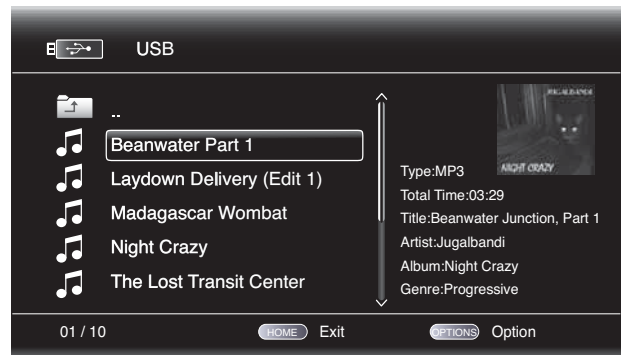 USB
..
Beanwater Part 1
Laydown Delivery (Edit 1)
Madagascar Wombat
Night Crazy
The Lost Transit Center
JUGALBANDI
NIGHT CRAZY
Type:MP3
Total Time:03:29
Title:Beanwater Junction, Part 1
Artist:Jugalbandi
Album:Night Crazy
Genre:Progressive
01 / 10
HOME Exit
OPTIONS Option